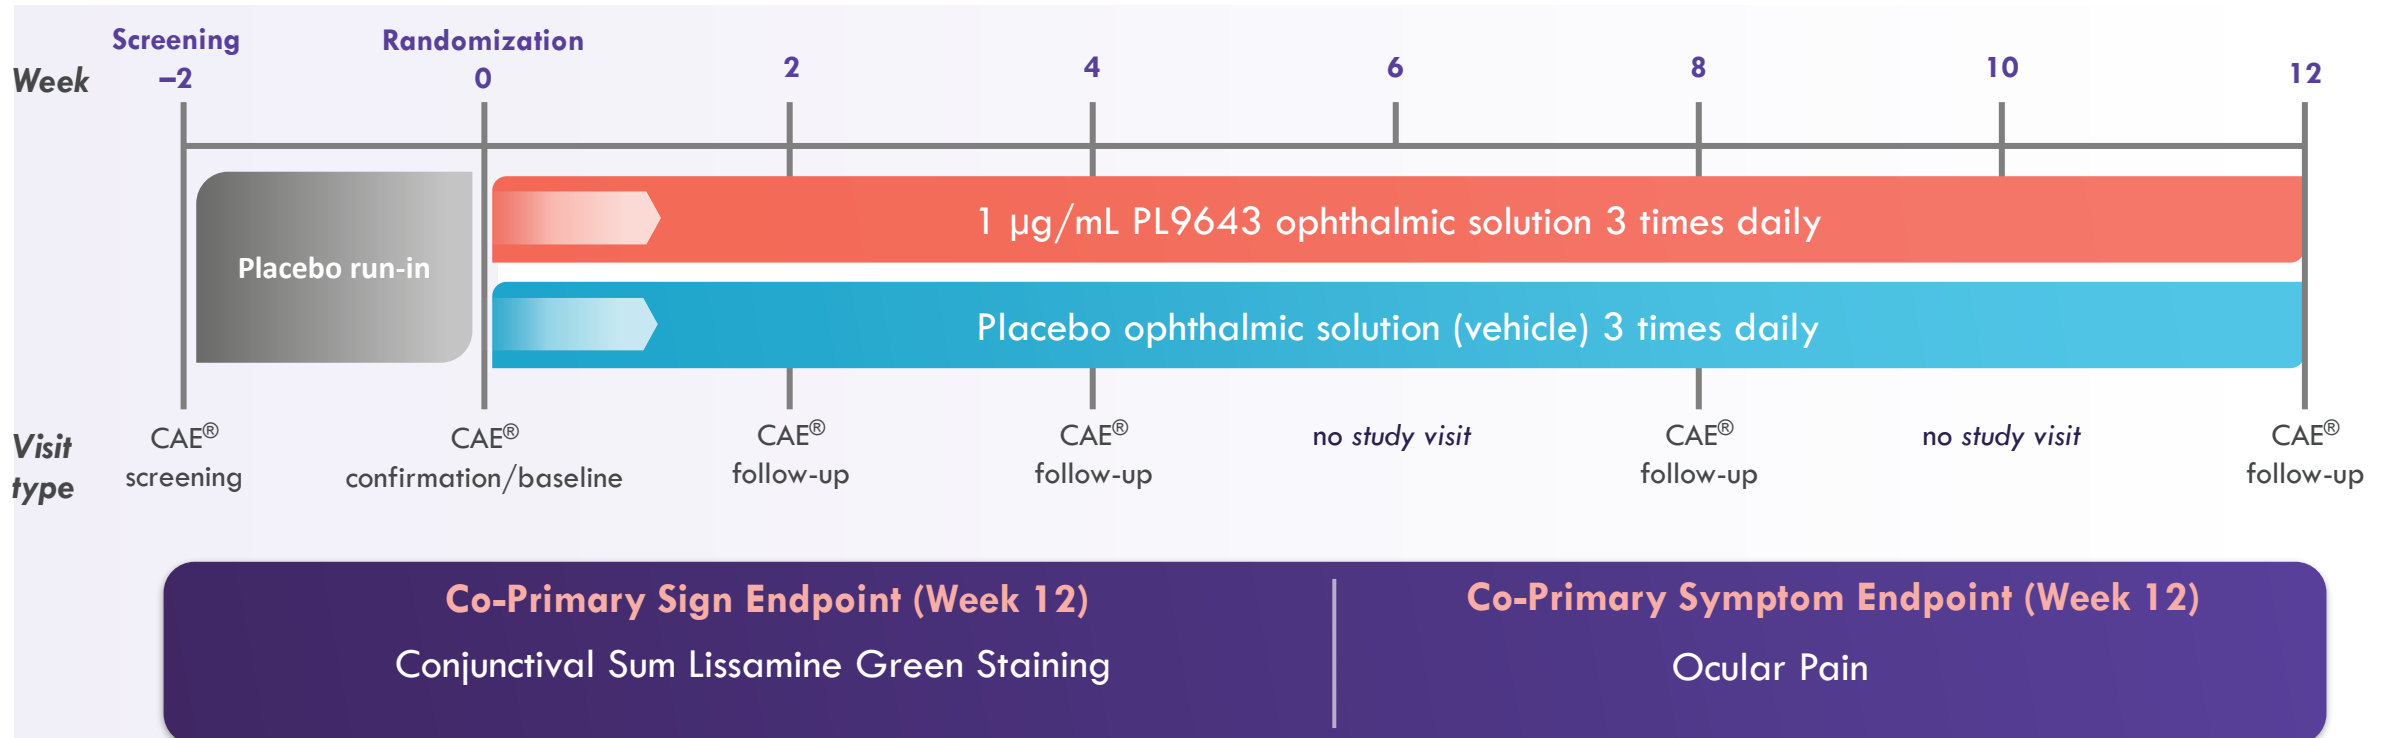 Screening
Randomization
Week
–2
0
2
4
6
8
10
12
Placebo run-in
1 µg/mL PL9643 ophthalmic solution 3 times daily
Placebo ophthalmic solution (vehicle) 3 times daily
Visit
type
CAE®
screening
CAE®
confirmation/baseline
CAE®
follow-up
CAE®
follow-up
no study visit
CAE®
follow-up
no study visit
CAE®
follow-up
Co-Primary Sign Endpoint (Week 12)
Conjunctival Sum Lissamine Green Staining
Co-Primary Symptom Endpoint (Week 12)
Ocular Pain